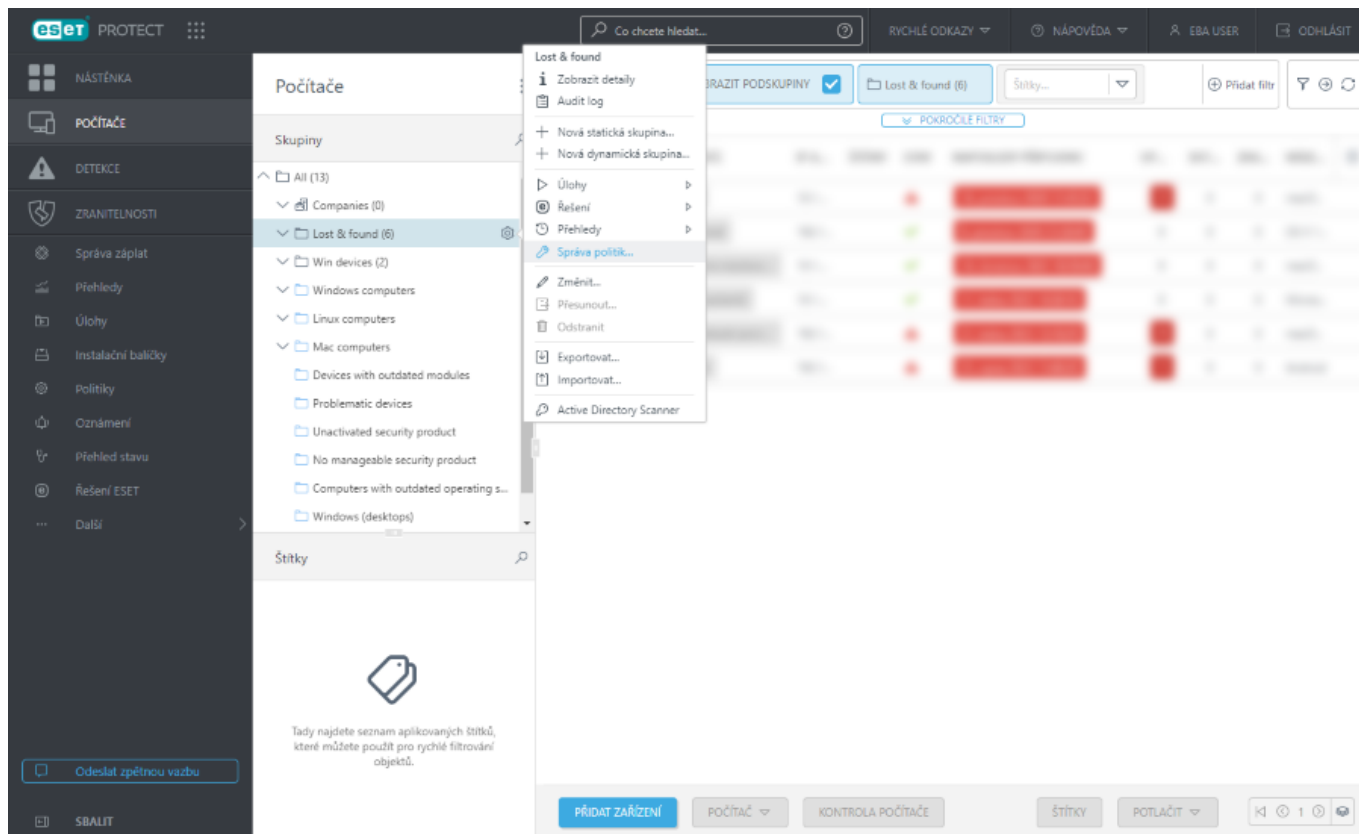 eset PROTECT
Co chcete hledat...
RYCHLÉ ODKAZY
NÁPOVĚDA
EBA USER
ODHLÁSIT
NÁSTĚNKA
POČÍTAČE
DETEKCE
ZRANITELNOSTI
Správa záplat
Přehledy
Úlohy
Instalační balíčky
Politiky
Oznámení
Přehled stavu
Řešení ESET
Další
Odeslat zpětnou vazbu
SBALIT
Počítače
Skupiny
All (13)
Companies (0)
Lost & found (6)
Win devices (2)
Windows computers
Linux computers
Mac computers
Devices with outdated modules
Problematic devices
Unactivated security product
No manageable security product
Computers with outdated operating s...
Windows (desktops)
Štítky
Tady najdete seznam aplikovaných štítků,
které můžete použít pro rychlé filtrování
objektů.
Lost & found
Zobrazit detaily
Audit log
Nová statická skupina...
Nová dynamická skupina...
Úlohy
Řešení
Přehledy
Správa politik...
Změnit...
Přesunout...
Odstranit
Exportovat...
Importovat...
Active Directory Scanner
BRAZIT PODSKUPINY
Lost & found (6)
Štítky...
Přidat filtr
POKROČILÉ FILTRY
PŘIDAT ZAŘÍZENÍ
POČÍTAČ
KONTROLA POČÍTAČE
ŠTÍTKY
POTLAČIT
1